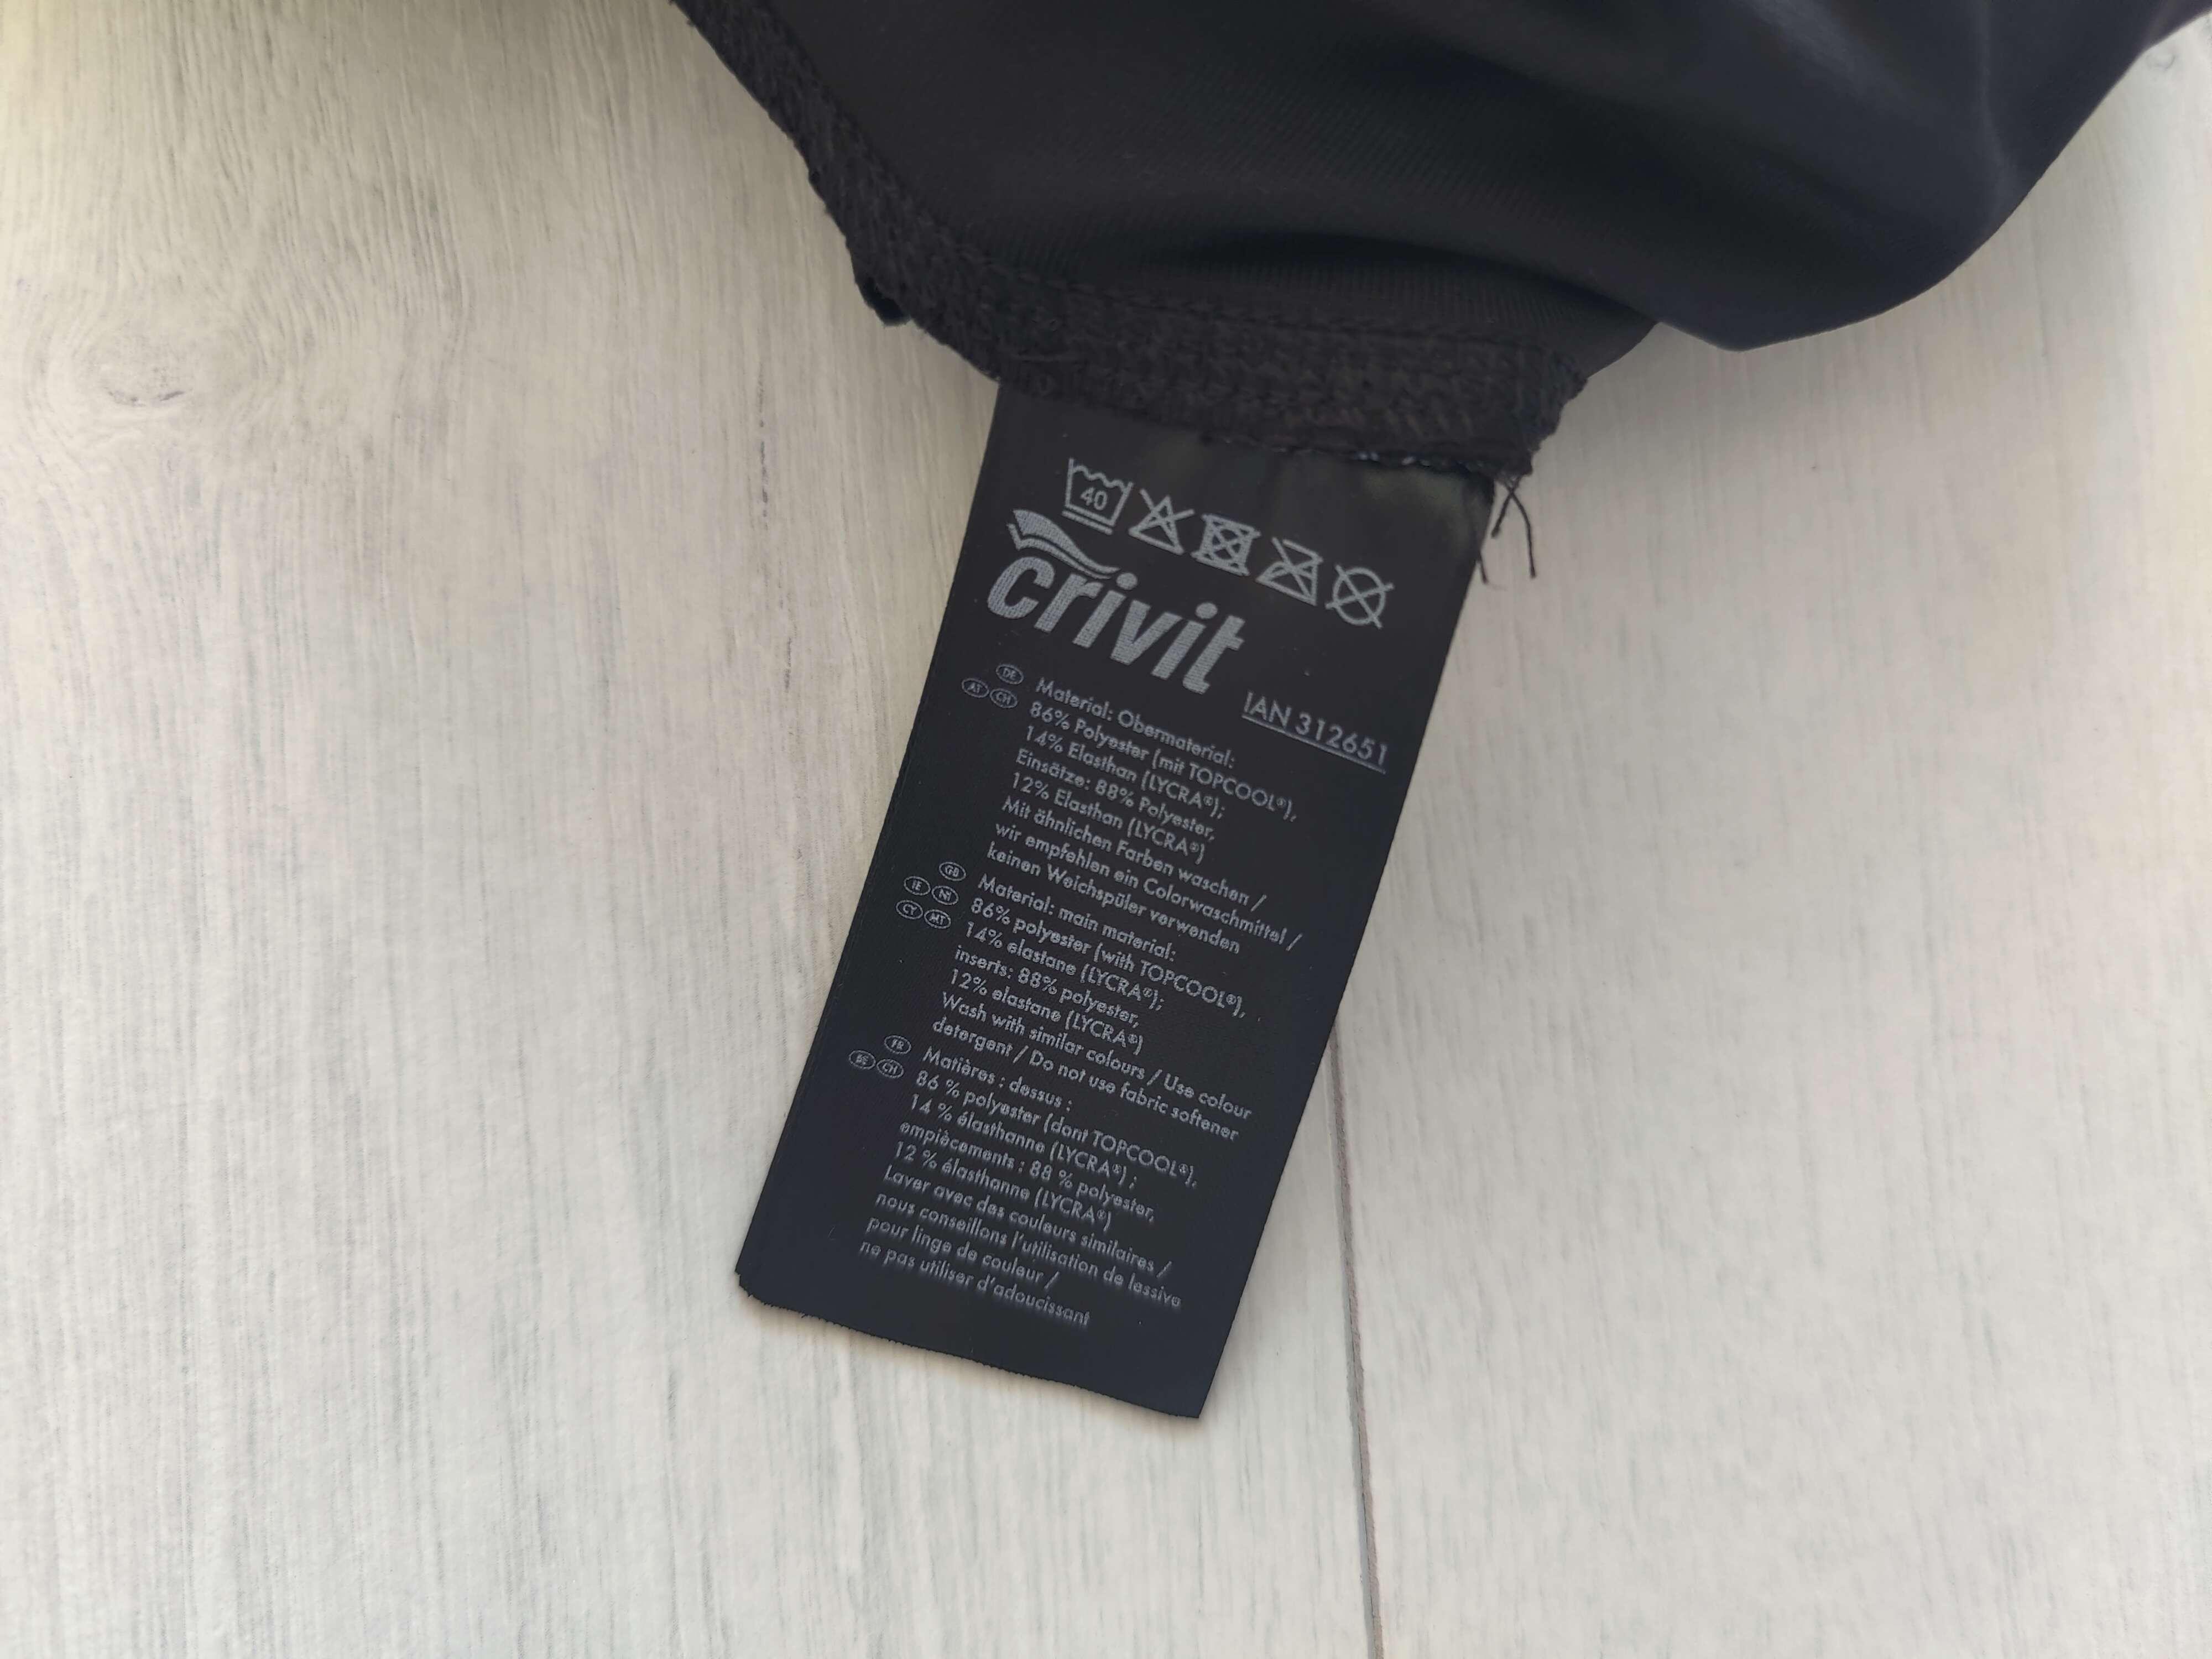 40
crivit
IAN 312651
DE
AT CH
Material: Obermaterial:
86% Polyester (mit TOPCOOL®),
14% Elasthan (LYCRA®);
Einsätze: 88% Polyester,
12% Elasthan (LYCRA®)
Mit ähnlichen Farben waschen /
wir empfehlen ein Colorwaschmittel /
keinen Weichspüler verwenden
GB
IE NI
CY MT
Material: main material:
86% polyester (with TOPCOOL®),
14% elastane (LYCRA®);
inserts: 88% polyester,
12% elastane (LYCRA®)
Wash with similar colours / Use colour
detergent / Do not use fabric softener
FR
BE CH
Matières : dessus :
86 % polyester (dont TOPCOOL®),
14 % élasthanne (LYCRA®) ;
empiècements : 88 % polyester,
12 % élasthanne (LYCRA®)
Laver avec des couleurs similaires /
nous conseillons l'utilisation de lessive
pour linge de couleur /
ne pas utiliser d'adoucissant